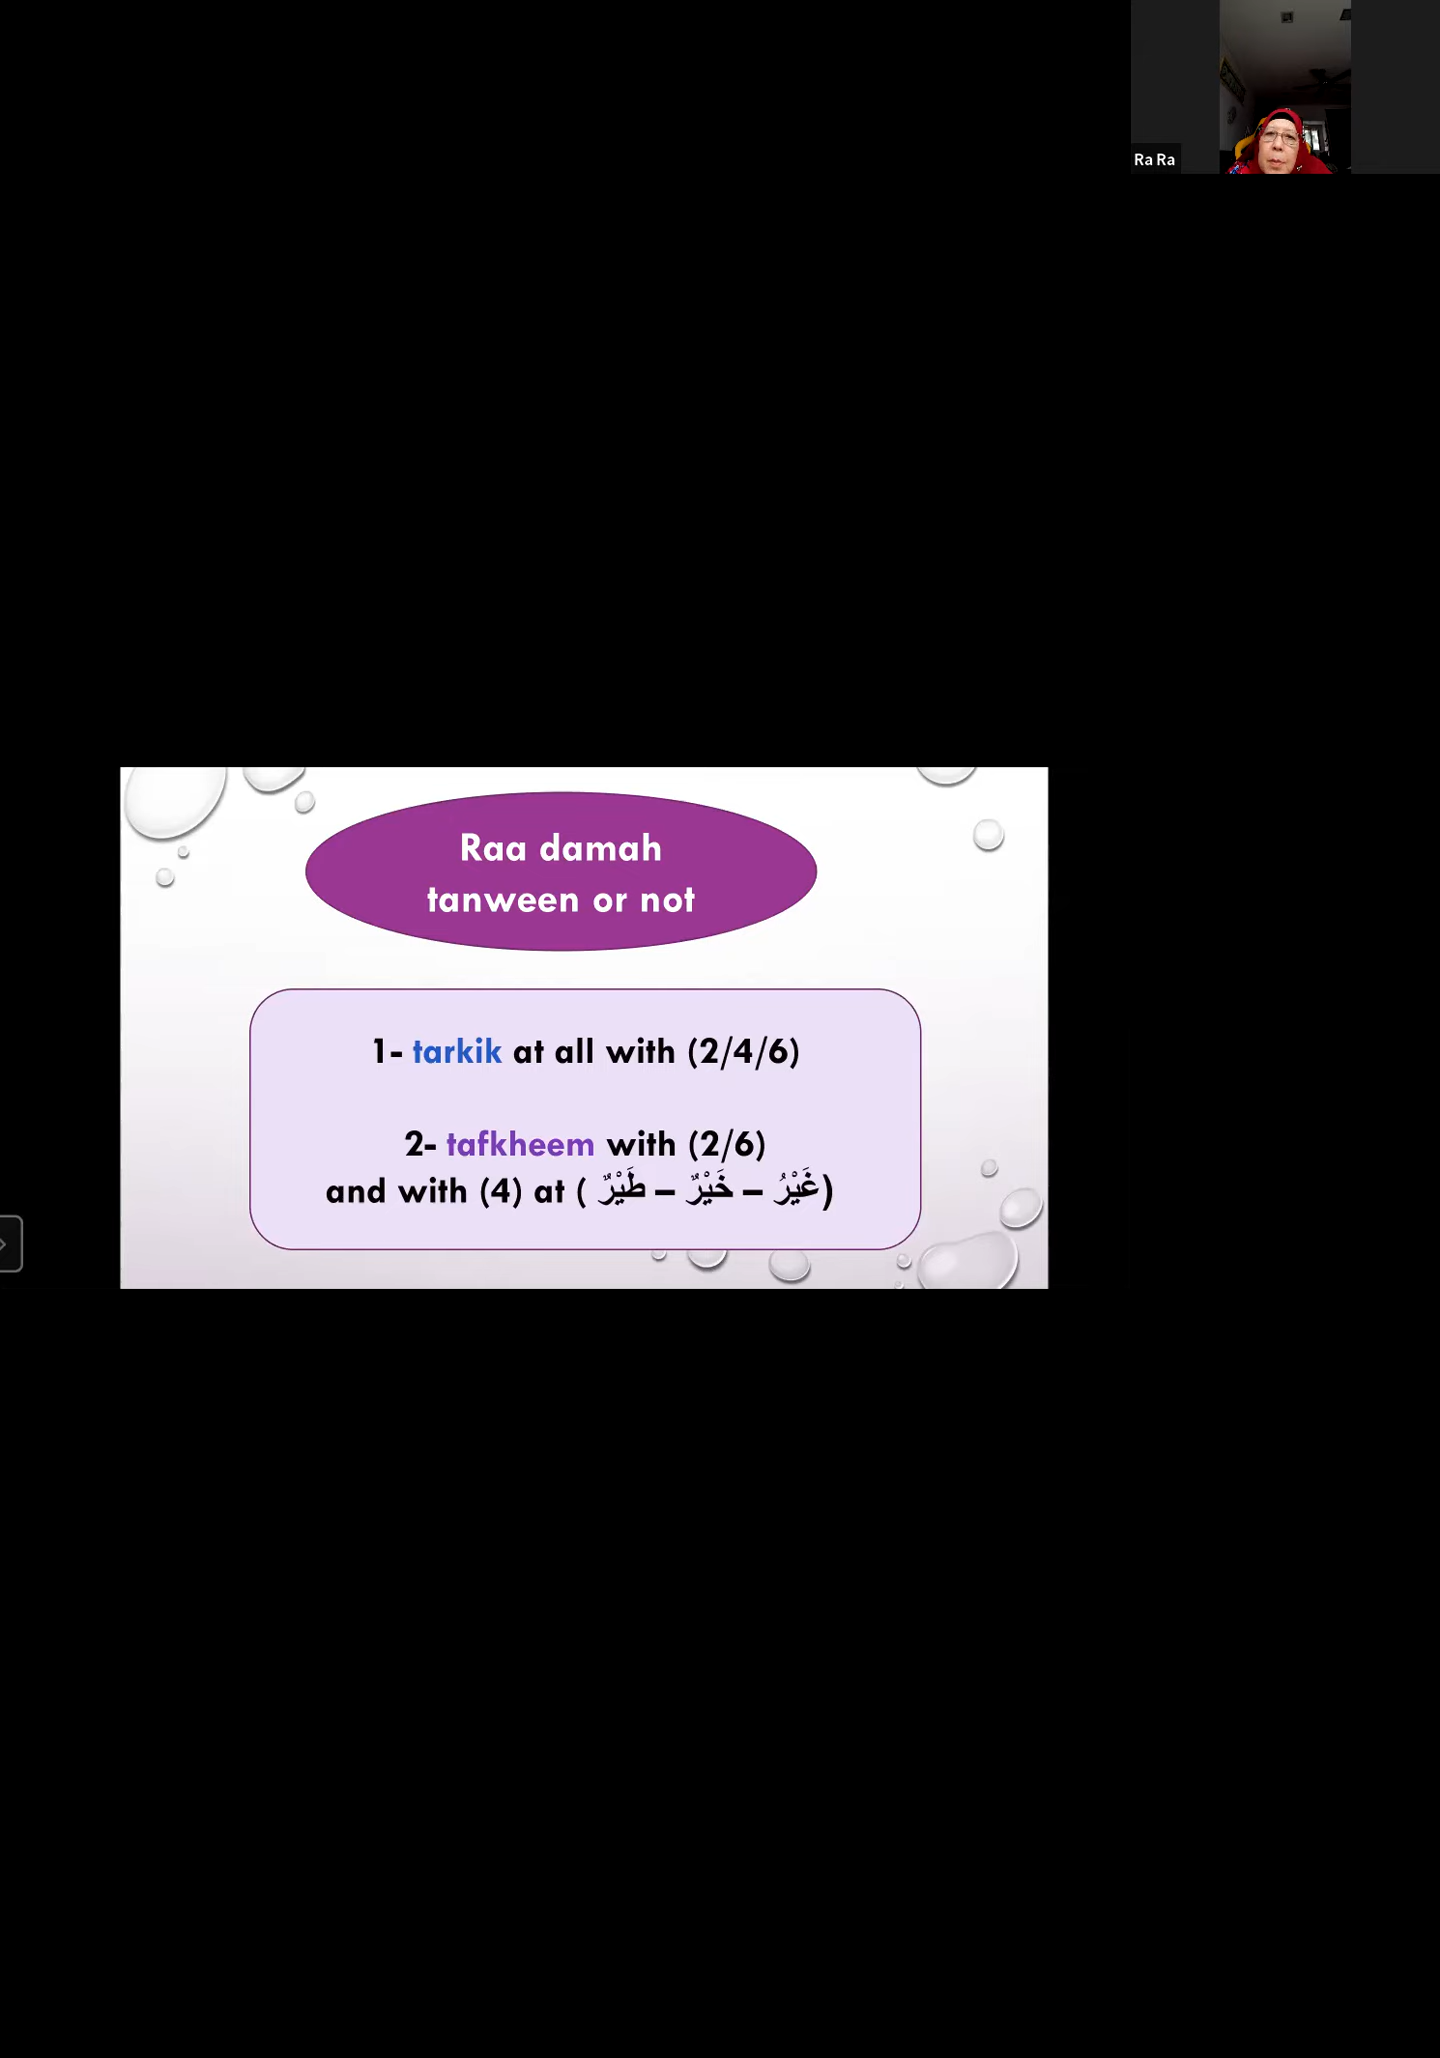 Ra Ra
Raa damah
tanween or not
1- tarkik at all with (2/4/6)
2- tafkheem with (2/6)
and with (4) at ( غَيْرُ – خَيْرٌ – طَيْرٌ)